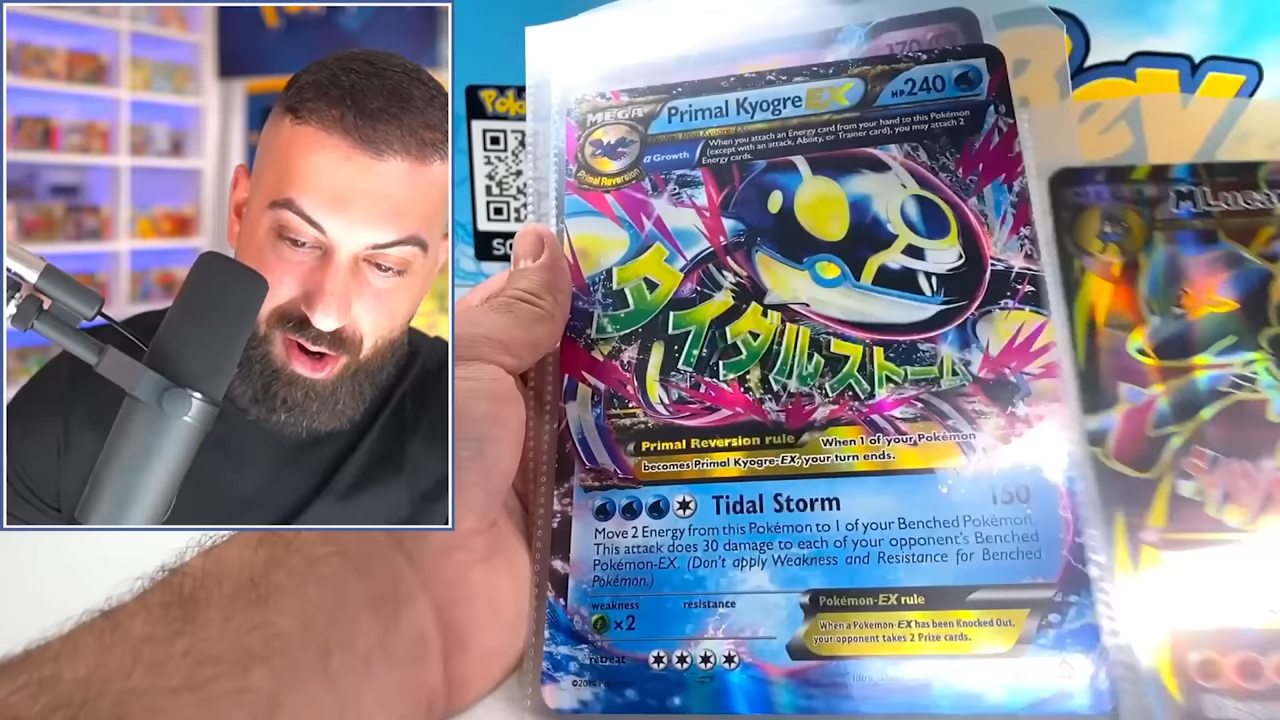 170
MEGA
Primal Kyogre EX
HP240
Primal Reversion
α Growth
When you attach an Energy card from your hand to this Pokémon
(except with an attack, Ability, or Trainer card), you may attach 2
Energy cards.
タイダルストーム
Primal Reversion rule When 1 of your Pokémon
becomes Primal Kyogre-EX, your turn ends.
Tidal Storm 150
Move 2 Energy from this Pokémon to 1 of your Benched Pokémon.
This attack does 30 damage to each of your opponent's Benched
Pokémon-EX. (Don't apply Weakness and Resistance for Benched
Pokémon.)
weakness resistance
×2
retreat
Pokémon-EX rule
When a Pokemon-EX has been Knocked Out,
your opponent takes 2 Prize cards.
Rev